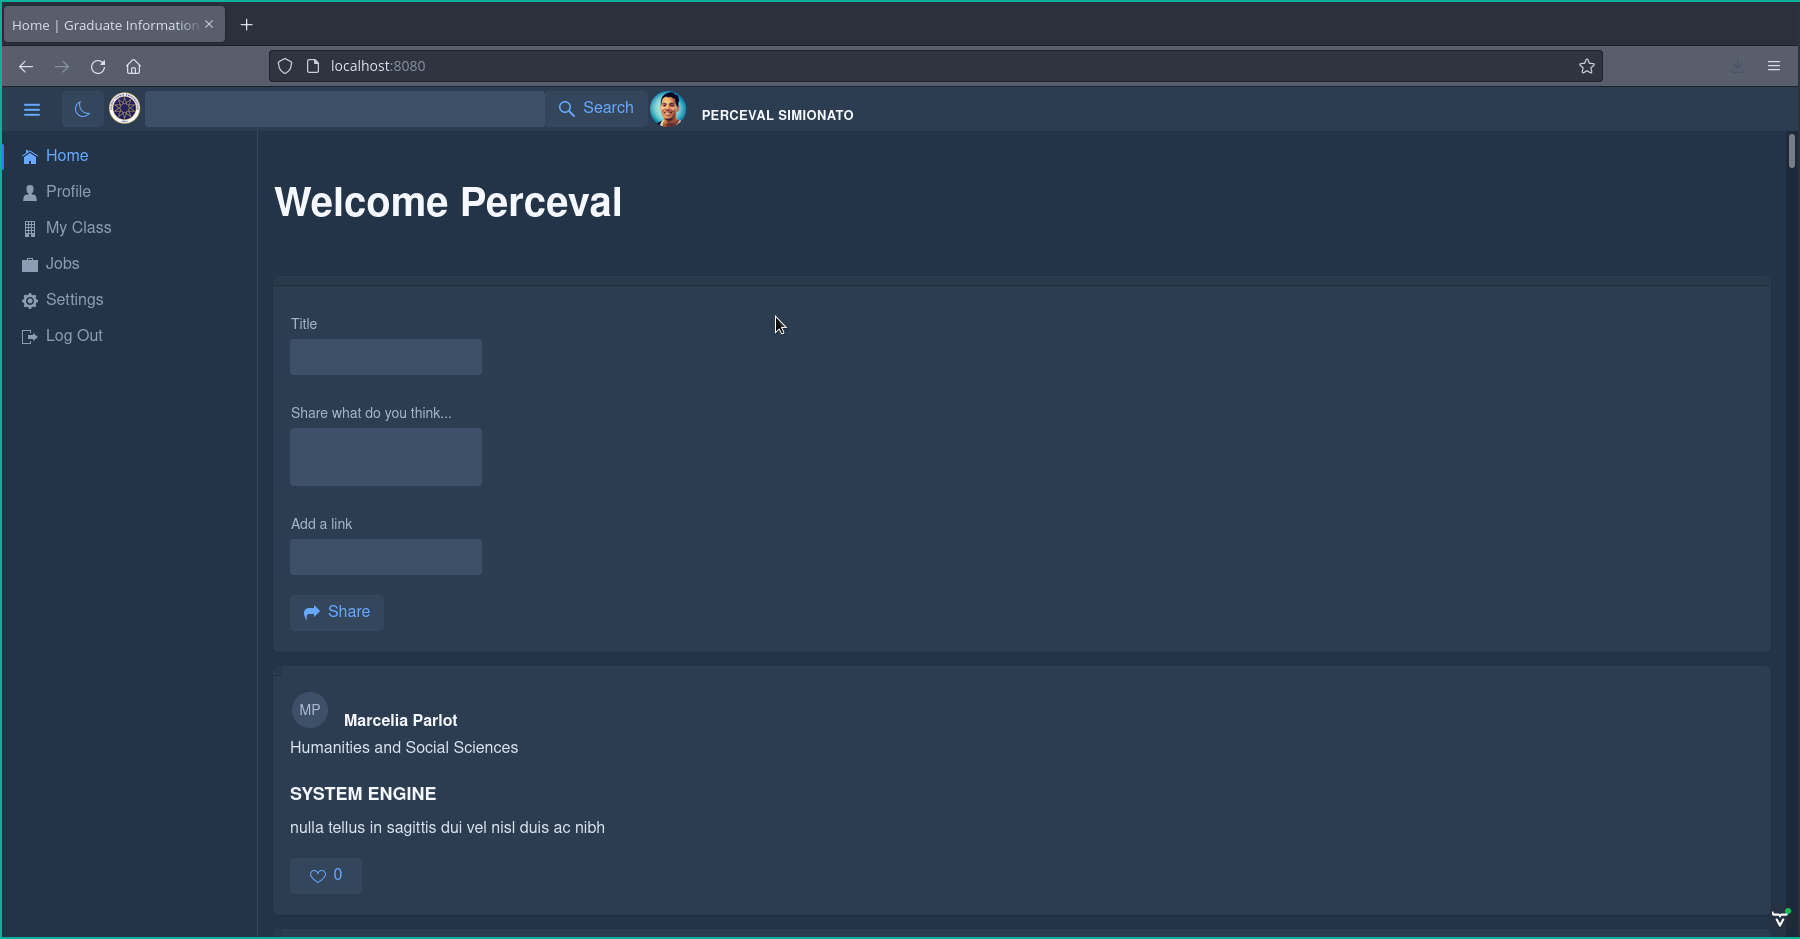 Home | Graduate Information
localhost:8080
Search
PERCEVAL SIMIONATO
Home
Profile
My Class
Jobs
Settings
Log Out
Welcome Perceval
Title
Share what do you think...
Add a link
Share
MP
Marcelia Parlot
Humanities and Social Sciences
SYSTEM ENGINE
nulla tellus in sagittis dui vel nisl duis ac nibh
0